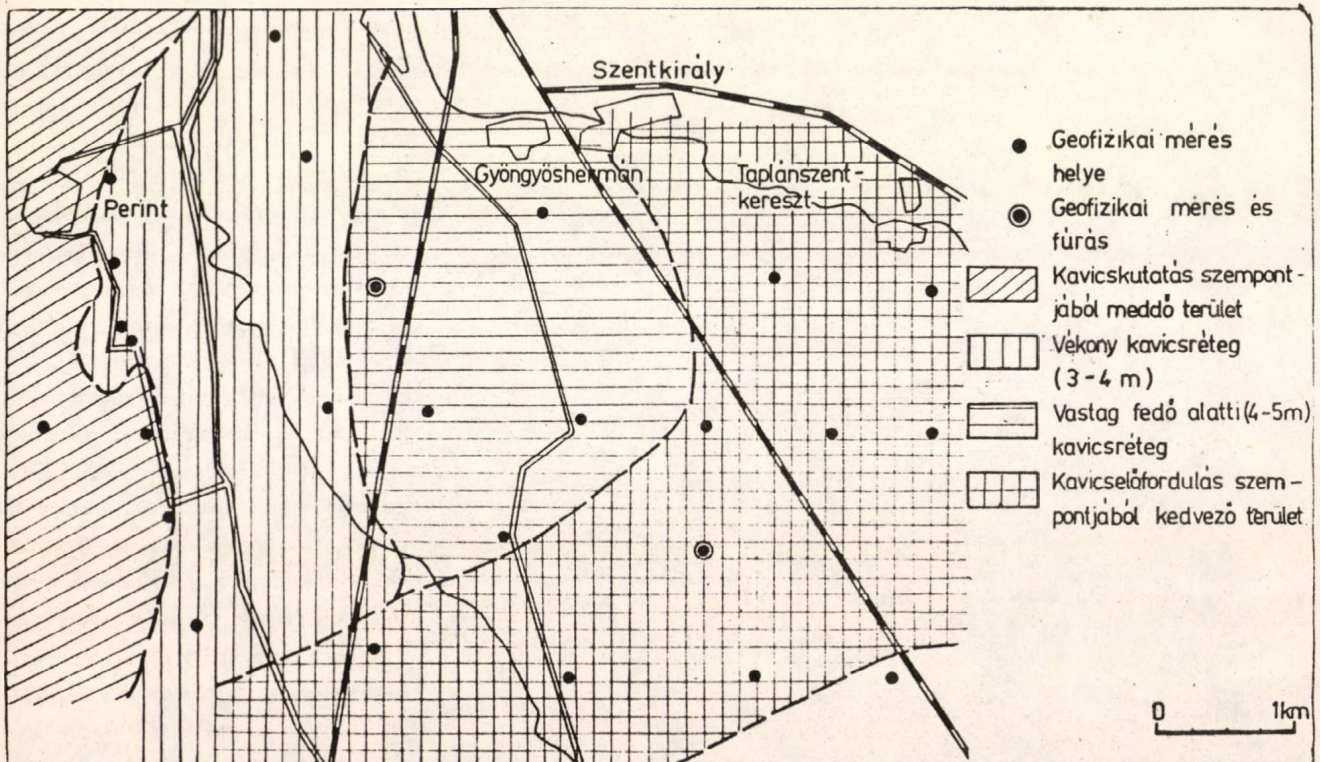 Szentkirály
Gyöngyöshermán
Táplánszent-
kereszt
Perint
Geofizikai mérés
helye
Geofizikai mérés és
fúrás
Kavicskutatás szempont-
jából meddő terület
Vékony kavicsréteg
(3-4 m)
Vastag fedő alatti (4-5m)
kavicsréteg
Kavicselőfordulás szem-
pontjából kedvező terület
0 1km